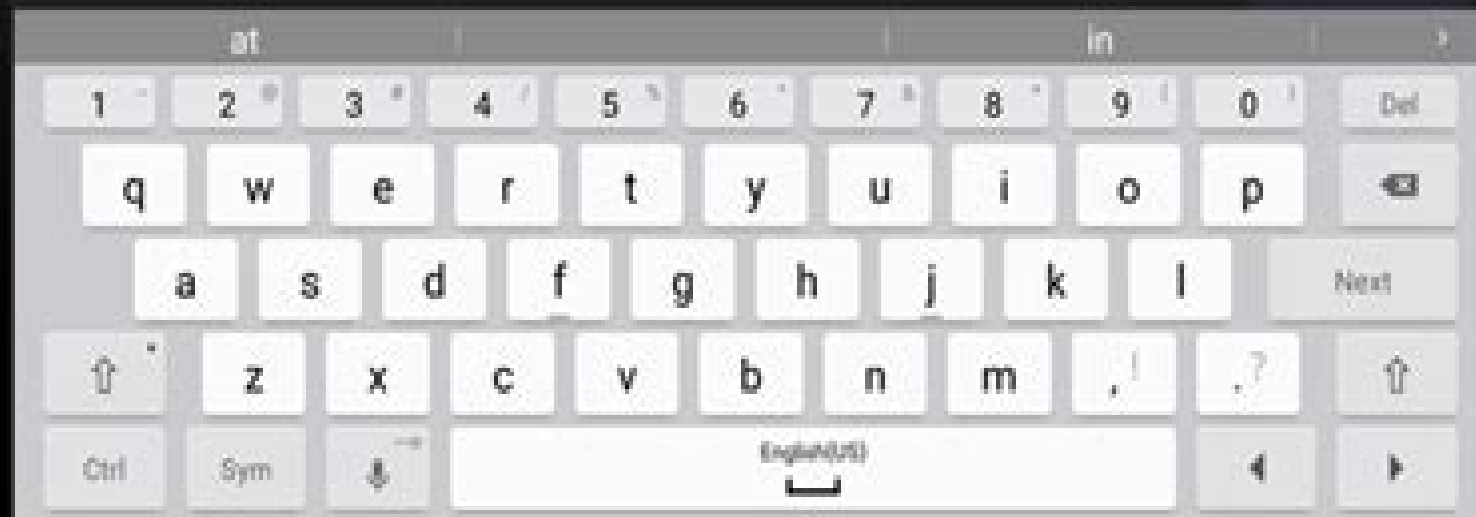 at in
1 2 @ 3 # 4 / 5 % 6 7 & 8 9 ( 0 ) Del
q w e r t y u i o p
a s d f g h j k l Next
z x c v b n m , ! . ?
Ctrl Sym English(US)